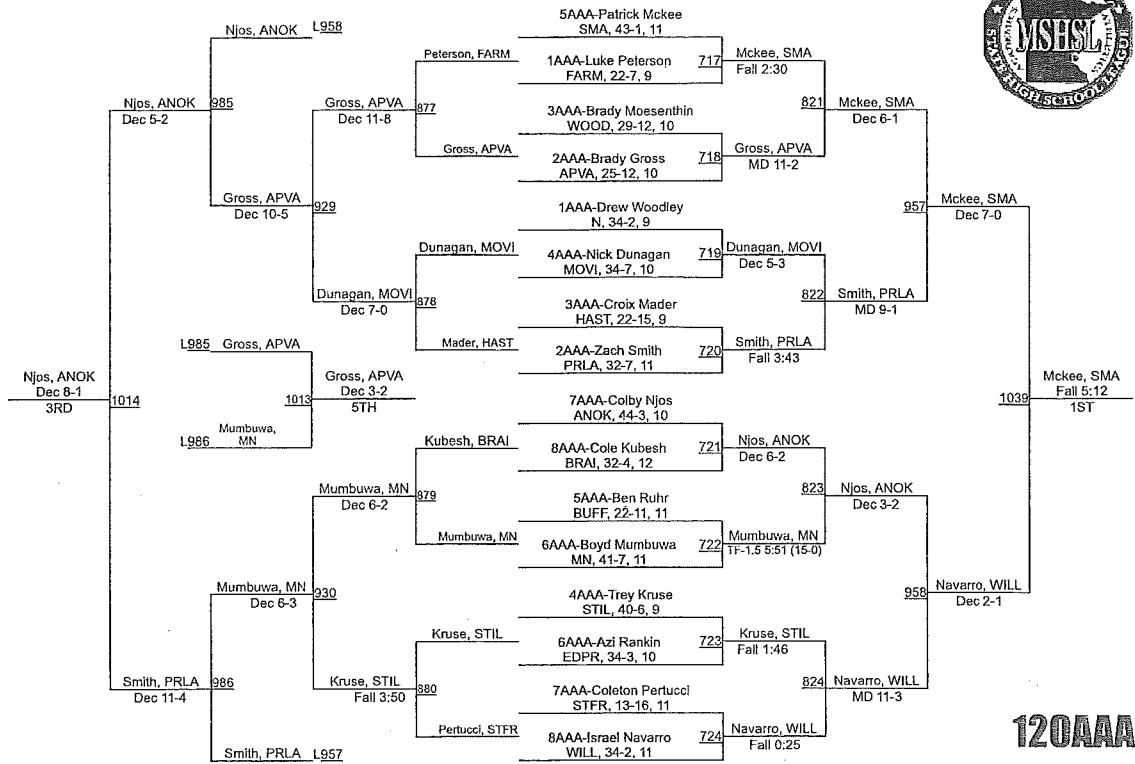 5AAA-Patrick Mckee
SMA, 43-1, 11
1AAA-Luke Peterson
FARM, 22-7, 9
717
3AAA-Brady Moesenthin
WOOD, 29-12, 10
2AAA-Brady Gross
APVA, 25-12, 10
718
1AAA-Drew Woodley
N, 34-2, 9
4AAA-Nick Dunagan
MOVI, 34-7, 10
719
3AAA-Croix Mader
HAST, 22-15, 9
2AAA-Zach Smith
PRLA, 32-7, 11
720
7AAA-Colby Njos
ANOK, 44-3, 10
8AAA-Cole Kubesh
BRAI, 32-4, 12
721
5AAA-Ben Ruhr
BUFF, 22-11, 11
6AAA-Boyd Mumbuwa
MN, 41-7, 11
722
4AAA-Trey Kruse
STIL, 40-6, 9
6AAA-Azi Rankin
EDPR, 34-3, 10
723
7AAA-Coleton Pertucci
STFR, 13-16, 11
8AAA-Israel Navarro
WILL, 34-2, 11
724
Mckee, SMA
Fall 2:30
821
Gross, APVA
MD 11-2
Dunagan, MOVI
Dec 5-3
822
Smith, PRLA
Fall 3:43
Njos, ANOK
Dec 6-2
823
Mumbuwa, MN
TF-1.5 5:51 (15-0)
Kruse, STIL
Fall 1:46
824
Navarro, WILL
Fall 0:25
Mckee, SMA
Dec 6-1
957
Smith, PRLA
MD 9-1
Njos, ANOK
Dec 3-2
958
Navarro, WILL
MD 11-3
Mckee, SMA
Dec 7-0
1039
Navarro, WILL
Dec 2-1
Mckee, SMA
Fall 5:12
1ST
Peterson, FARM
877
Gross, APVA
Dunagan, MOVI
878
Mader, HAST
Kubesh, BRAI
879
Mumbuwa, MN
Kruse, STIL
880
Pertucci, STFR
Gross, APVA
Dec 11-8
929
Dunagan, MOVI
Dec 7-0
Mumbuwa, MN
Dec 6-2
930
Kruse, STIL
Fall 3:50
Njos, ANOK
L958
985
Gross, APVA
Dec 10-5
Mumbuwa, MN
Dec 6-3
986
Smith, PRLA
L957
Njos, ANOK
Dec 5-2
1014
Smith, PRLA
Dec 11-4
Njos, ANOK
Dec 8-1
3RD
L985
Gross, APVA
1013
L986
Mumbuwa,
MN
Gross, APVA
Dec 3-2
5TH
MSHSL
STATE HIGH SCHOOL LEAGUE
120AAA